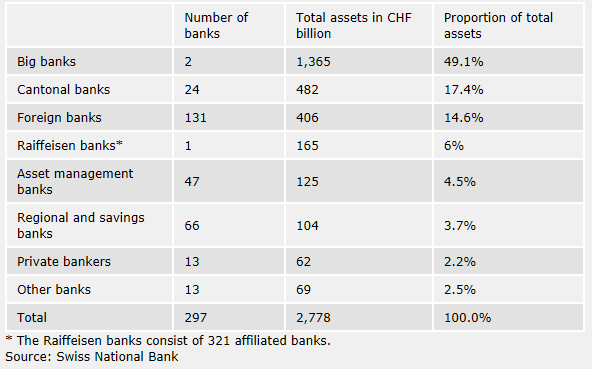 Number of banks Total assets in CHF billion Proportion of total assets
Big banks 2 1,365 49.1%
Cantonal banks 24 482 17.4%
Foreign banks 131 406 14.6%
Raiffeisen banks* 1 165 6%
Asset management banks 47 125 4.5%
Regional and savings banks 66 104 3.7%
Private bankers 13 62 2.2%
Other banks 13 69 2.5%
Total 297 2,778 100.0%
* The Raiffeisen banks consist of 321 affiliated banks.
Source: Swiss National Bank